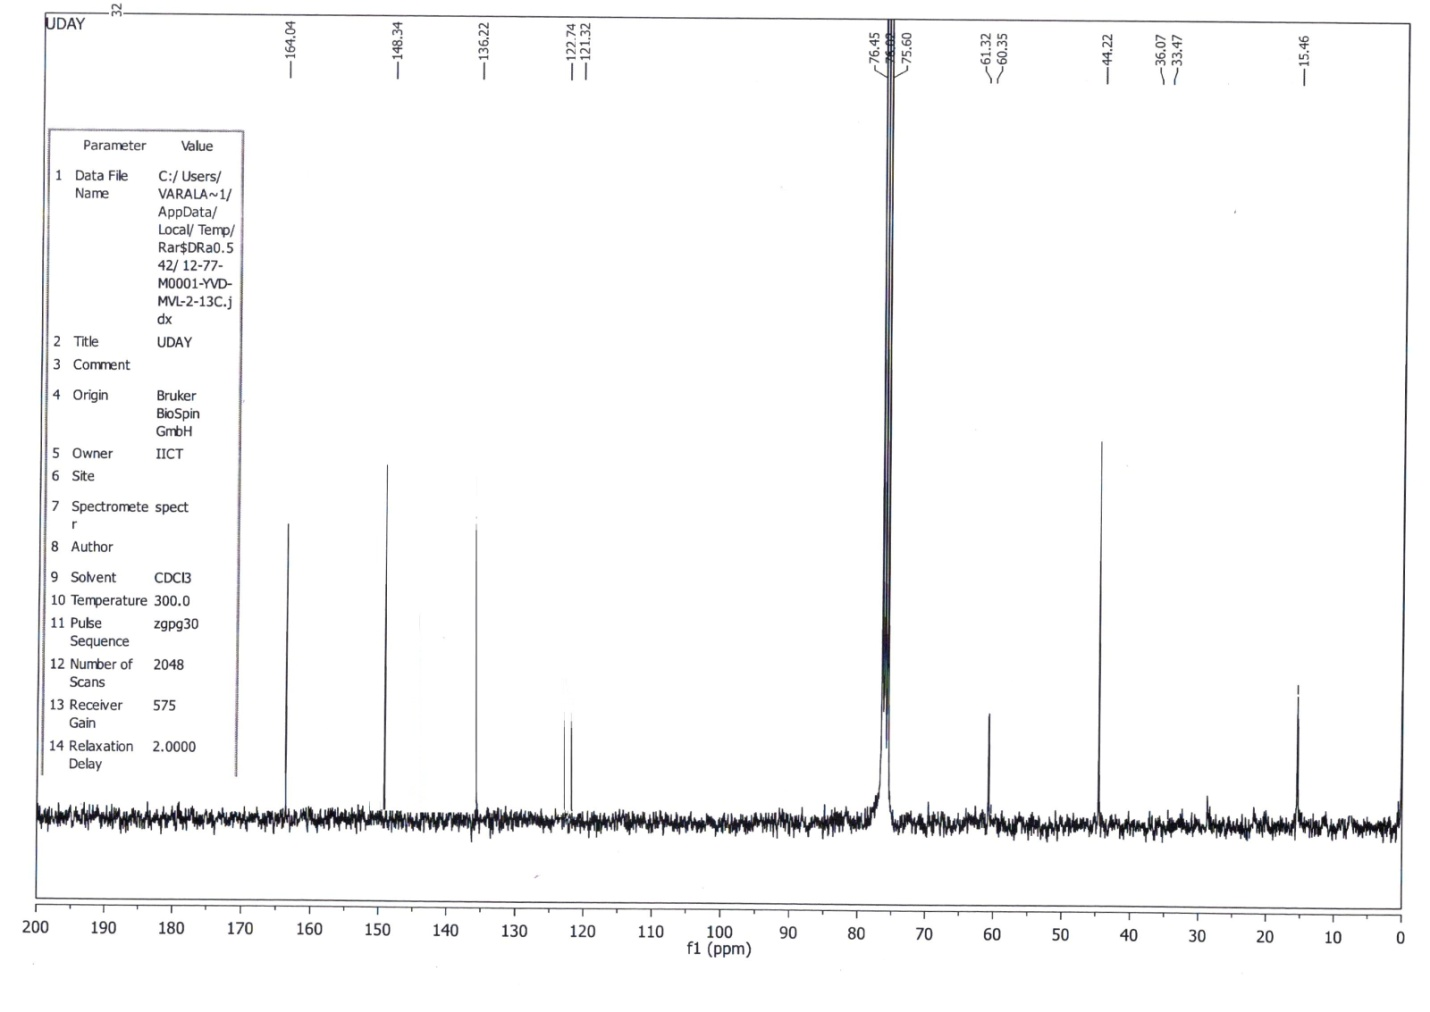 32
UDAY
164.04
148.34
136.22
122.74
121.32
76.45
76.02
75.60
61.32
60.35
44.22
36.07
33.47
15.46
Parameter Value
1 Data File C:/ Users/
Name VARALA~1/
AppData/
Local/ Temp/
Rar$DRa0.5
42/ 12-77-
M0001-YVD-
MVL-2-13C.j
dx
2 Title UDAY
3 Comment
4 Origin Bruker
BioSpin
GmbH
5 Owner IICT
6 Site
7 Spectromete spect
r
8 Author
9 Solvent CDCl3
10 Temperature 300.0
11 Pulse zgpg30
Sequence
12 Number of 2048
Scans
13 Receiver 575
Gain
14 Relaxation 2.0000
Delay
200 190 180 170 160 150 140 130 120 110 100 90 80 70 60 50 40 30 20 10 0
f1 (ppm)